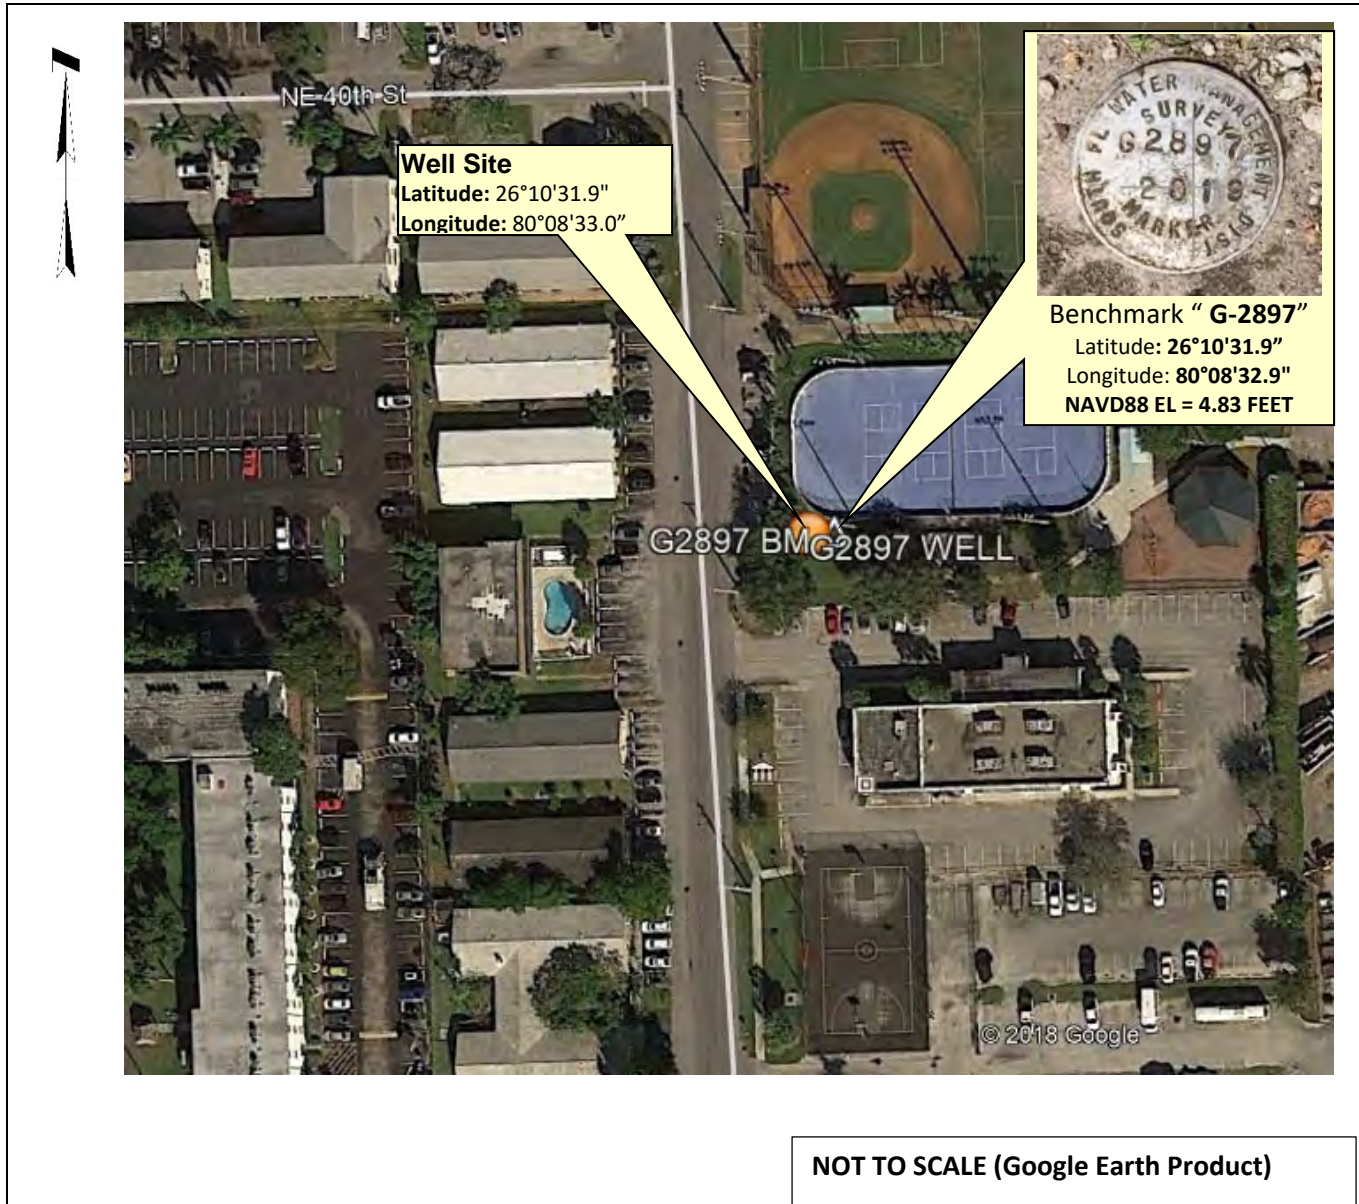 NE 40th St
Well Site
Latitude: 26°10'31.9"
Longitude: 80°08'33.0”
SOUTH FL WATER MANAGEMENT DIST
SURVEY
G2897
2018
MARKER
Benchmark “ G-2897”
Latitude: 26°10'31.9”
Longitude: 80°08'32.9"
NAVD88 EL = 4.83 FEET
G2897 BM
G2897 WELL
© 2018 Google
NOT TO SCALE (Google Earth Product)